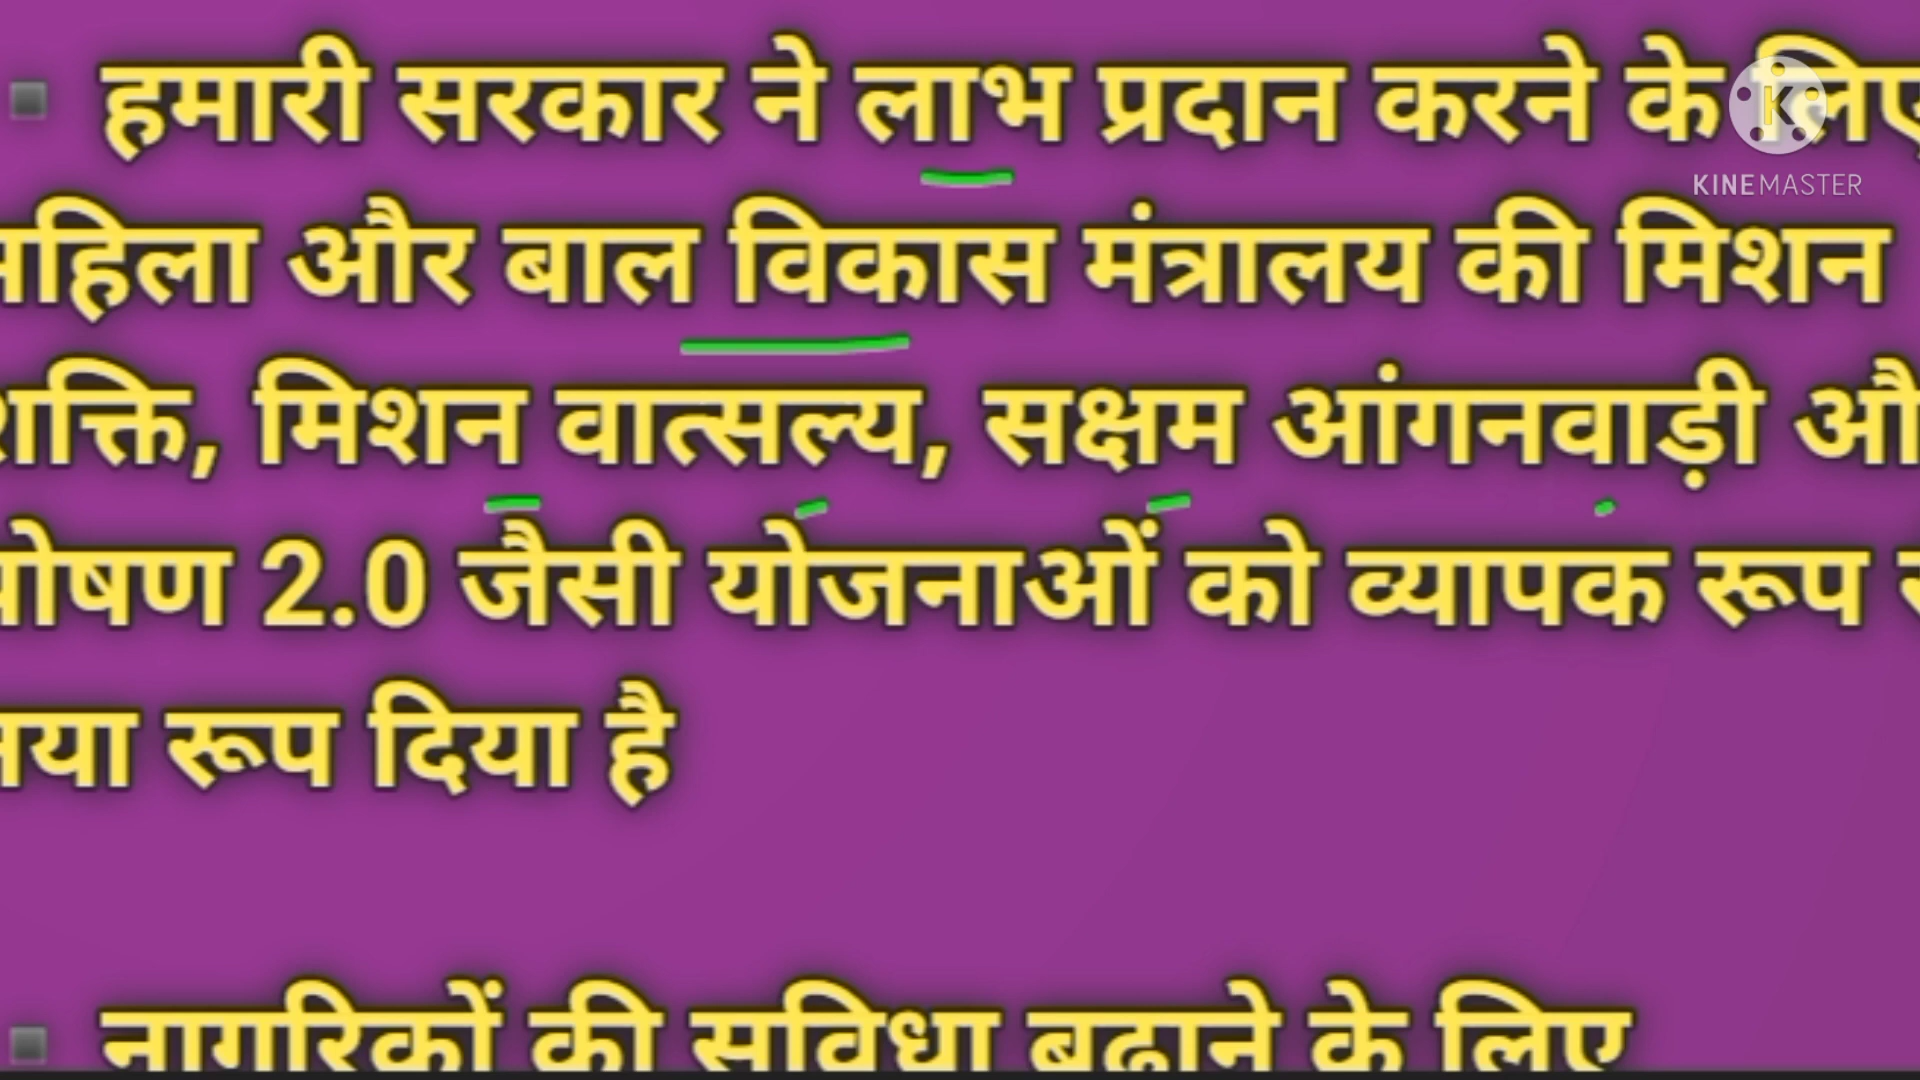 हमारी सरकार ने लाभ प्रदान करने के लिए
KINEMASTER
महिला और बाल विकास मंत्रालय की मिशन
शक्ति, मिशन वात्सल्य, सक्षम आंगनवाड़ी औ
पोषण 2.0 जैसी योजनाओं को व्यापक रूप स
नया रूप दिया है
नागरिकों की सुविधा बढ़ाने के लिए